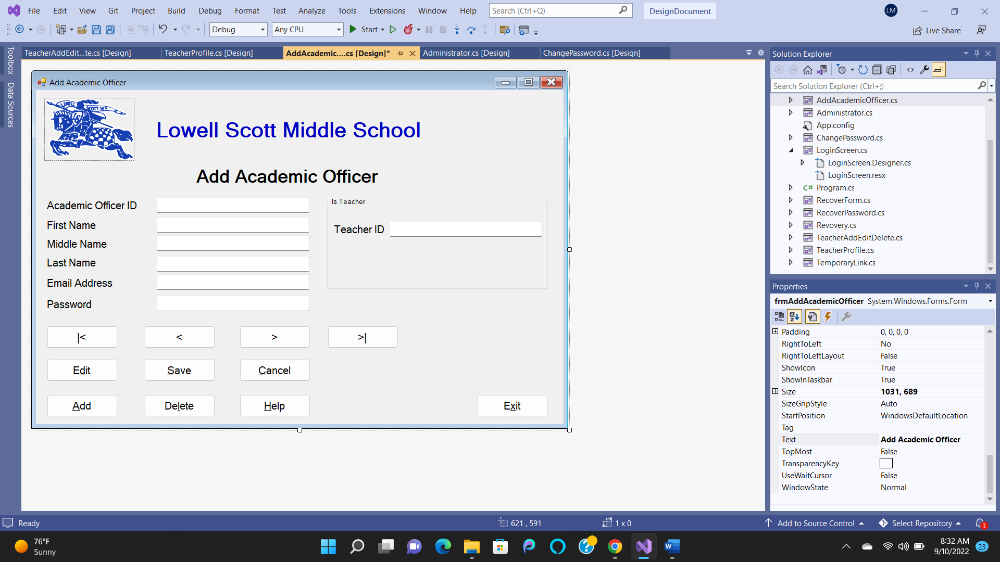 File Edit View Git Project Build Debug Format Test Analyze Tools Extensions Window Help Search (Ctrl+Q) DesignDocument LM
Debug Any CPU Start Live Share
Toolbox
Data Sources
TeacherAddEdit...te.cs [Design] TeacherProfile.cs [Design] AddAcademic....cs [Design]* Administrator.cs [Design] ChangePassword.cs [Design]
Add Academic Officer
LOWELL SCOTT M S
Lowell Scott Middle School
Add Academic Officer
Academic Officer ID
First Name
Middle Name
Last Name
Email Address
Password
Is Teacher
Teacher ID
|< < > >|
Edit Save Cancel
Add Delete Help Exit
Solution Explorer
Search Solution Explorer (Ctrl+;)
AddAcademicOfficer.cs
Administrator.cs
App.config
ChangePassword.cs
LoginScreen.cs
LoginScreen.Designer.cs
LoginScreen.resx
C# Program.cs
RecoverForm.cs
RecoverPassword.cs
Revovery.cs
TeacherAddEditDelete.cs
TeacherProfile.cs
TemporaryLink.cs
Properties
frmAddAcademicOfficer System.Windows.Forms.Form
Padding 0, 0, 0, 0
RightToLeft No
RightToLeftLayout False
ShowIcon True
ShowInTaskbar True
Size 1031, 689
SizeGripStyle Auto
StartPosition WindowsDefaultLocation
Tag
Text Add Academic Officer
TopMost False
TransparencyKey
UseWaitCursor False
WindowState Normal
Ready 621 , 591 1 x 0 Add to Source Control Select Repository 3
76°F
Sunny
8:32 AM
9/10/2022 23